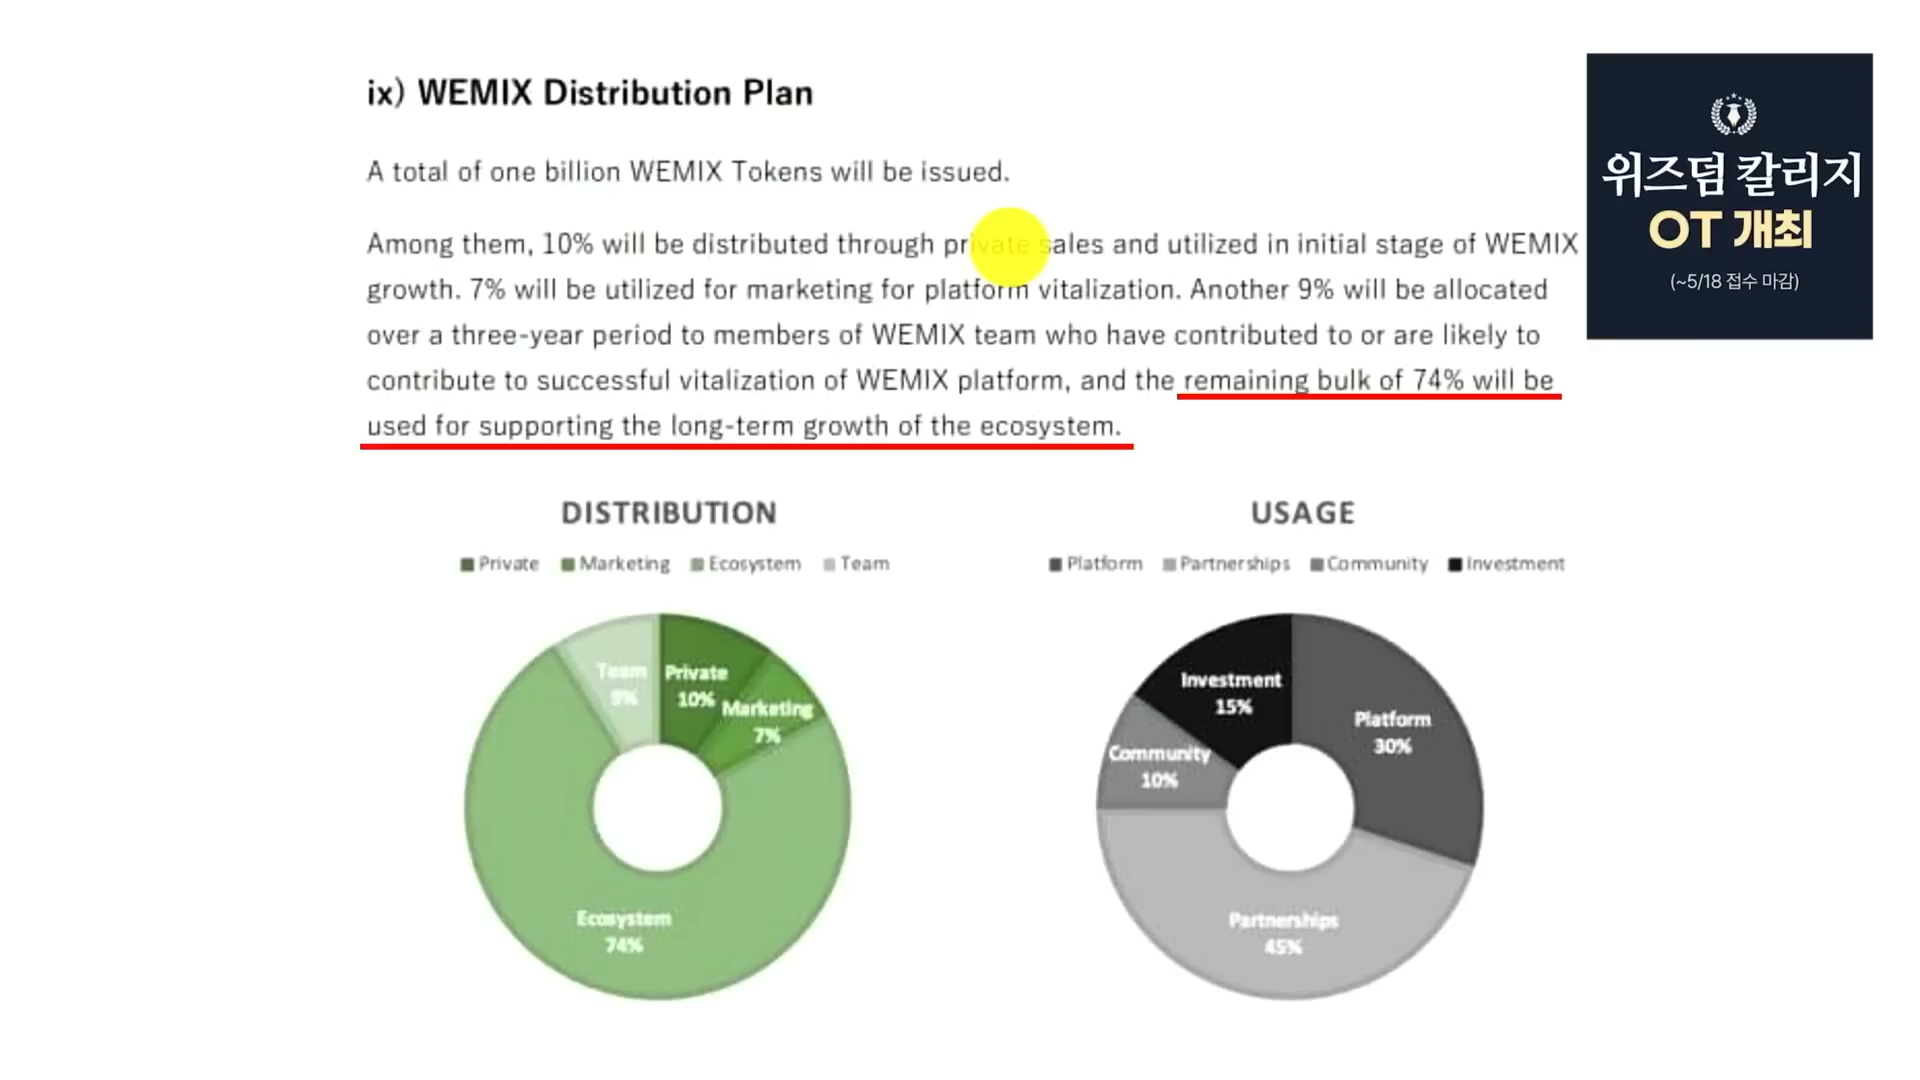 ix) WEMIX Distribution Plan
A total of one billion WEMIX Tokens will be issued.
Among them, 10% will be distributed through private sales and utilized in initial stage of WEMIX
growth. 7% will be utilized for marketing for platform vitalization. Another 9% will be allocated
over a three-year period to members of WEMIX team who have contributed to or are likely to
contribute to successful vitalization of WEMIX platform, and the remaining bulk of 74% will be
used for supporting the long-term growth of the ecosystem.
위즈덤 칼리지
OT 개최
(~5/18 접수 마감)
DISTRIBUTION
Private Marketing Ecosystem Team
Team
9%
Private
10%
Marketing
7%
Ecosystem
74%
USAGE
Platform Partnerships Community Investment
Investment
15%
Platform
30%
Community
10%
Partnerships
45%